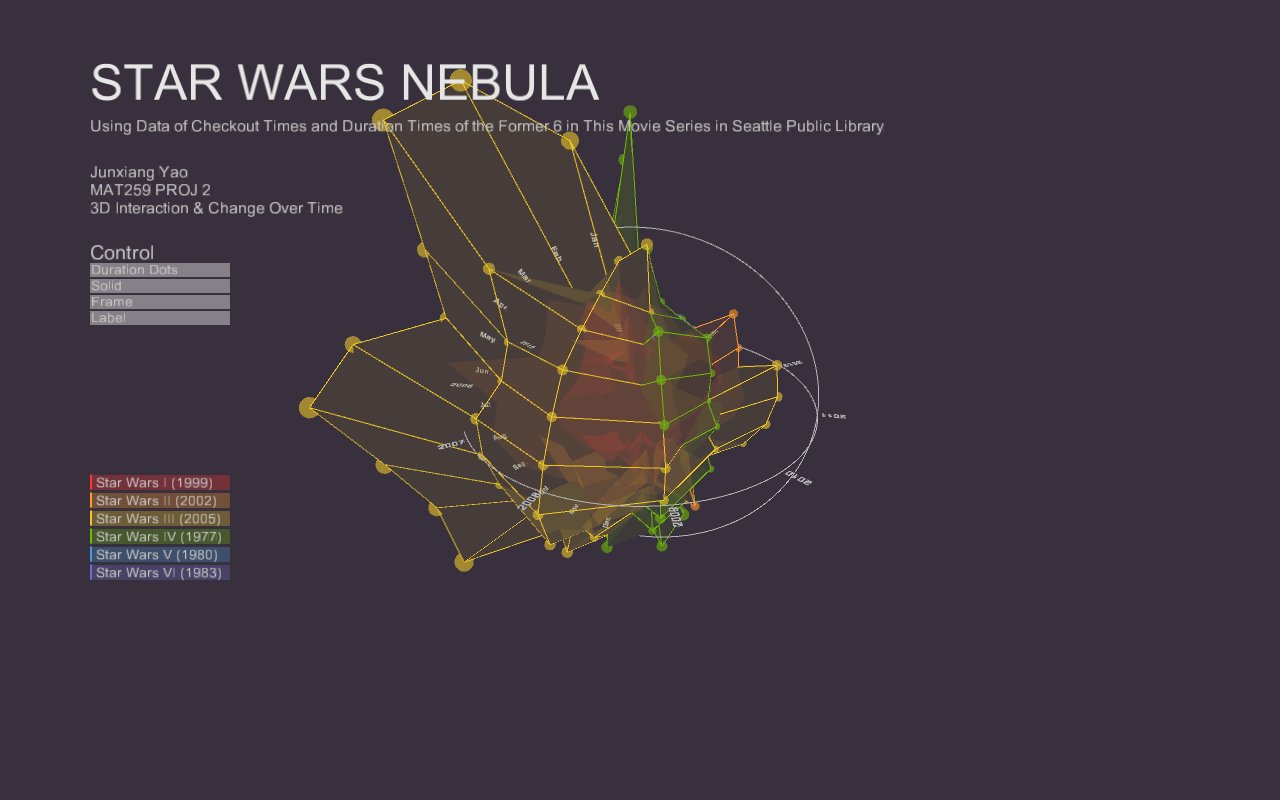 STAR WARS NEBULA
Using Data of Checkout Times and Duration Times of the Former 6 in This Movie Series in Seattle Public Library
Junxiang Yao
MAT259 PROJ 2
3D Interaction & Change Over Time
Control
Duration Dots
Solid
Frame
Label
Jan
Feb
Mar
Apr
May
Jun
Jul
Aug
Sep
Dec
2006
2007
2008
2009
2010
2011
Star Wars I (1999)
Star Wars II (2002)
Star Wars III (2005)
Star Wars IV (1977)
Star Wars V (1980)
Star Wars VI (1983)